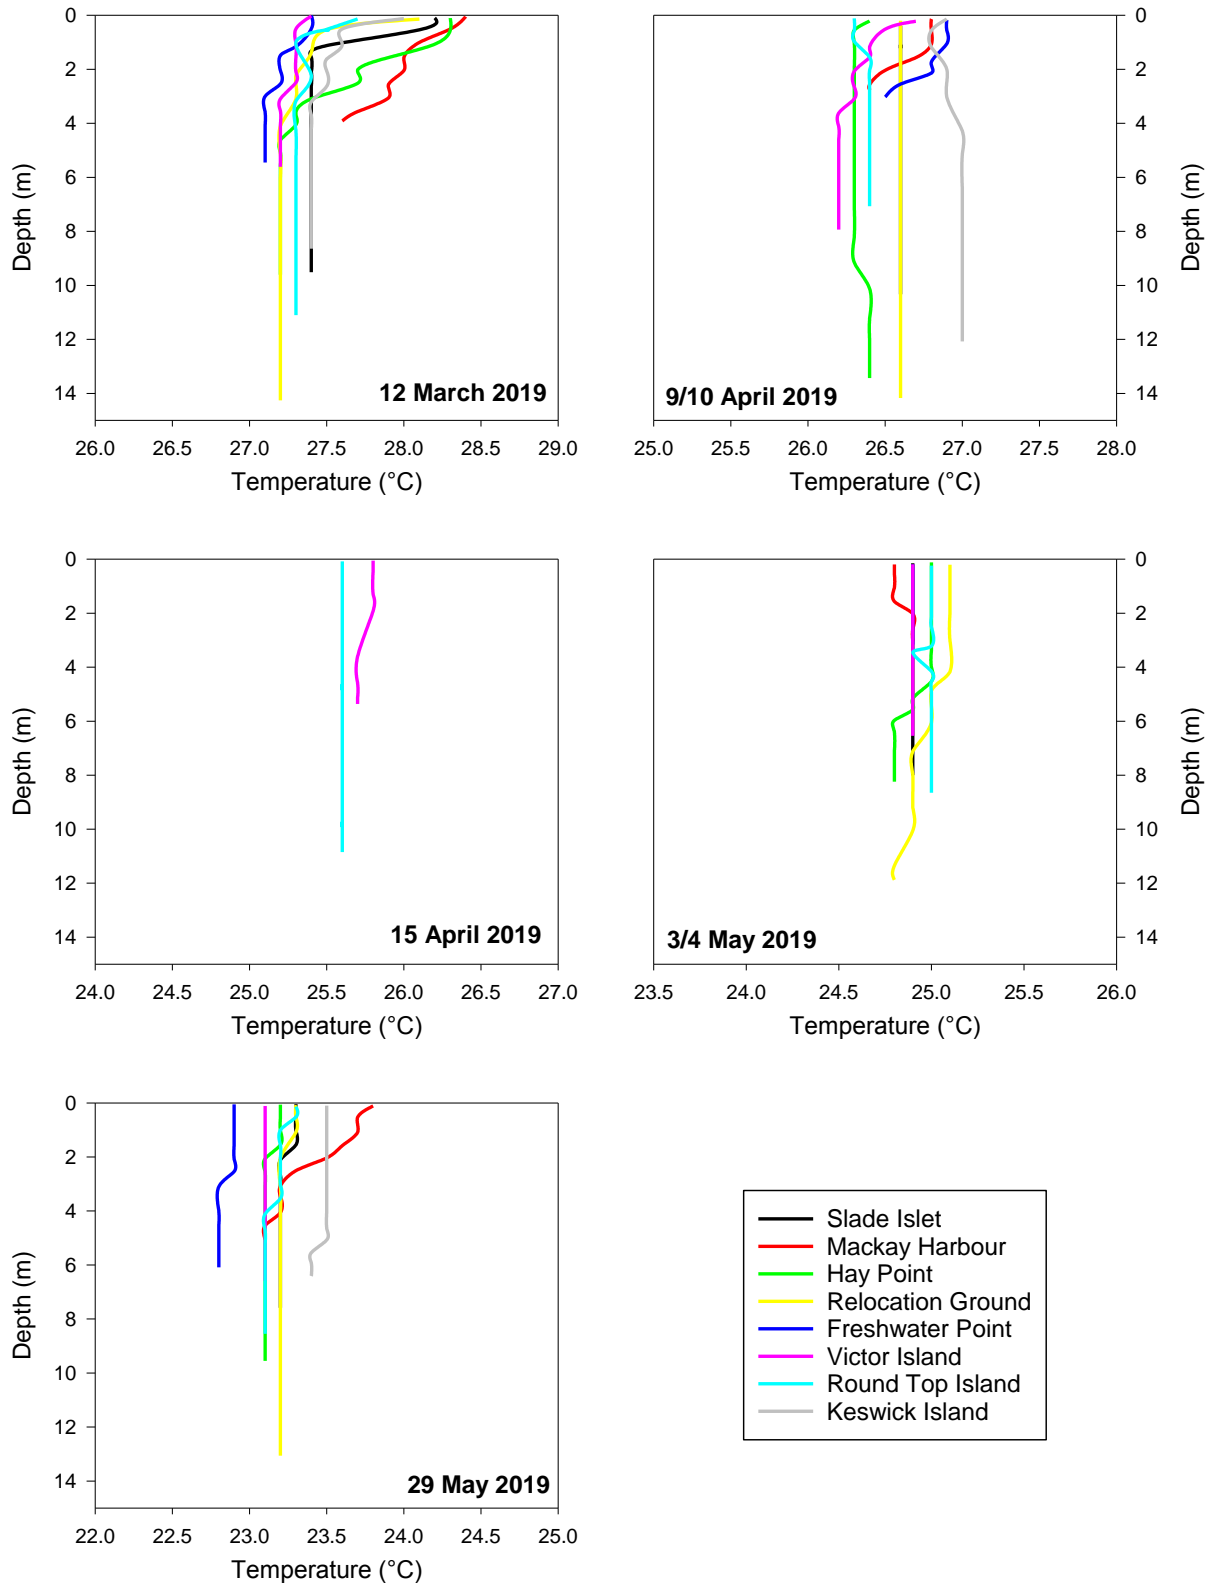 0
2
4
6
8
10
12
14
Depth (m)
12 March 2019
26.0 26.5 27.0 27.5 28.0 28.5 29.0
Temperature (°C)
0
2
4
6
8
10
12
14
Depth (m)
9/10 April 2019
25.0 25.5 26.0 26.5 27.0 27.5 28.0
Temperature (°C)
0
2
4
6
8
10
12
14
Depth (m)
15 April 2019
24.0 24.5 25.0 25.5 26.0 26.5 27.0
Temperature (°C)
0
2
4
6
8
10
12
14
Depth (m)
3/4 May 2019
23.5 24.0 24.5 25.0 25.5 26.0
Temperature (°C)
0
2
4
6
8
10
12
14
Depth (m)
29 May 2019
22.0 22.5 23.0 23.5 24.0 24.5 25.0
Temperature (°C)
Slade Islet
Mackay Harbour
Hay Point
Relocation Ground
Freshwater Point
Victor Island
Round Top Island
Keswick Island